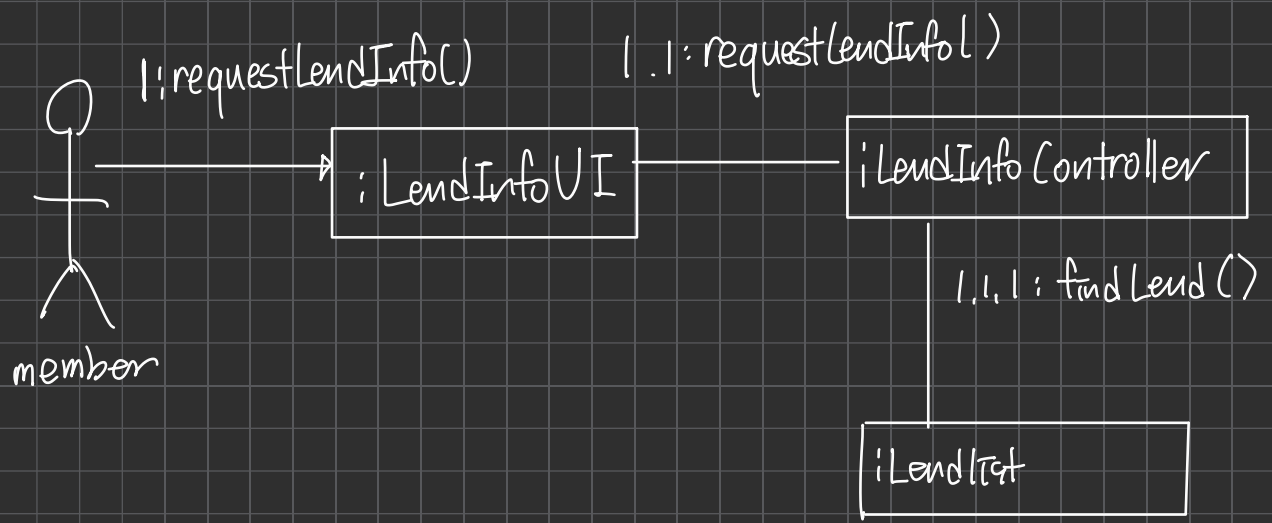 1:requestLendInfo()
1.1:requestLendInfo()
:LendInfoUI
:LendInfoController
1.1.1:findLend()
member
:Lendlist